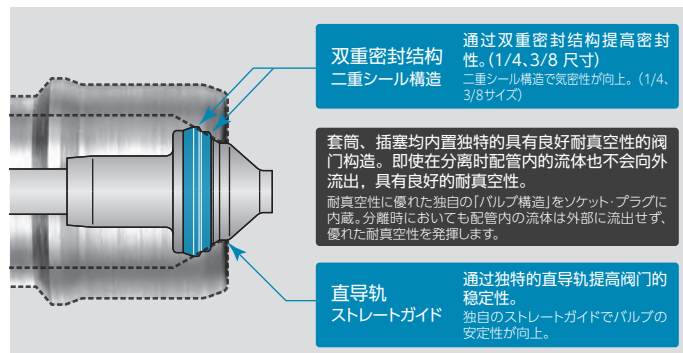 双重密封结构
二重シール構造
通过双重密封结构提高密封
性。(1/4、3/8 尺寸)
二重シール構造で気密性が向上。（1/4、
3/8サイズ）
套筒、插塞均内置独特的具有良好耐真空性的阀
门构造。即使在分离时配管内的流体也不会向外
流出，具有良好的耐真空性。
耐真空性に優れた独自の「バルブ構造」をソケット・プラグに
内蔵。分離時においても配管内の流体は外部に流出せず、
優れた耐真空性を発揮します。
直导轨
ストレートガイド
通过独特的直导轨提高阀门的
稳定性。
独自のストレートガイドでバルブの
安定性が向上。